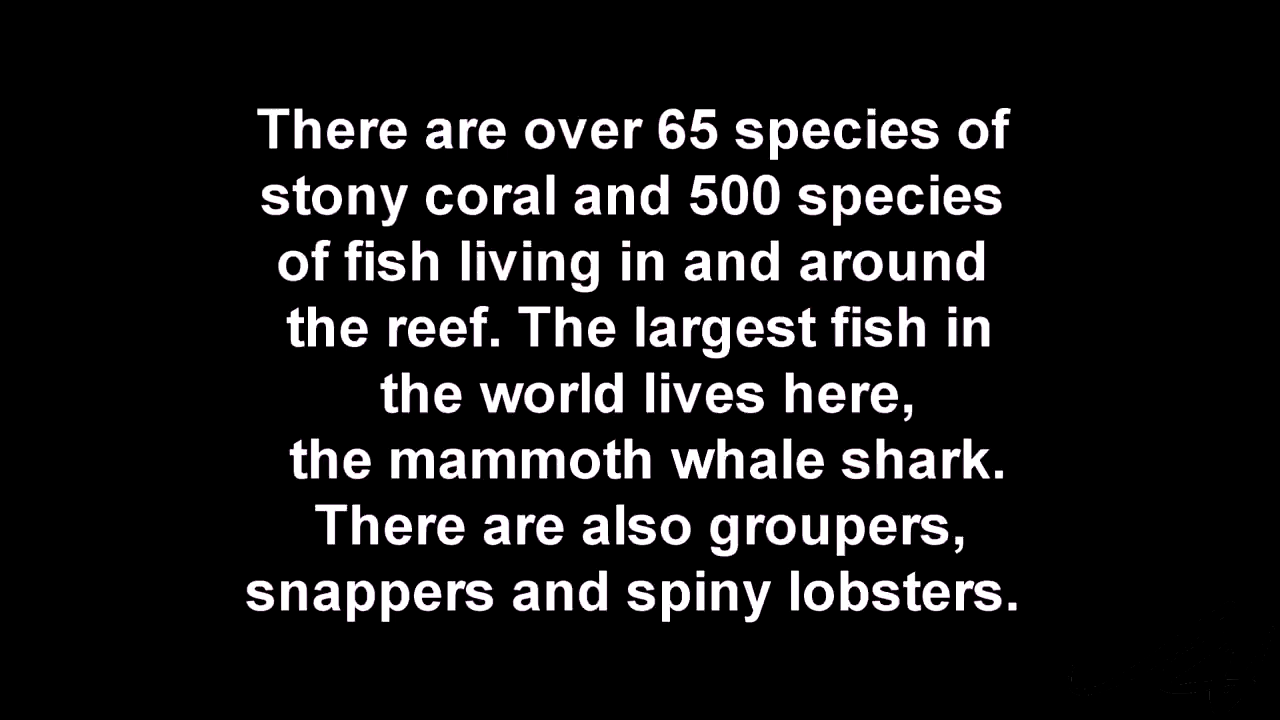 There are over 65 species of
stony coral and 500 species
of fish living in and around
the reef. The largest fish in
the world lives here,
the mammoth whale shark.
There are also groupers,
snappers and spiny lobsters.